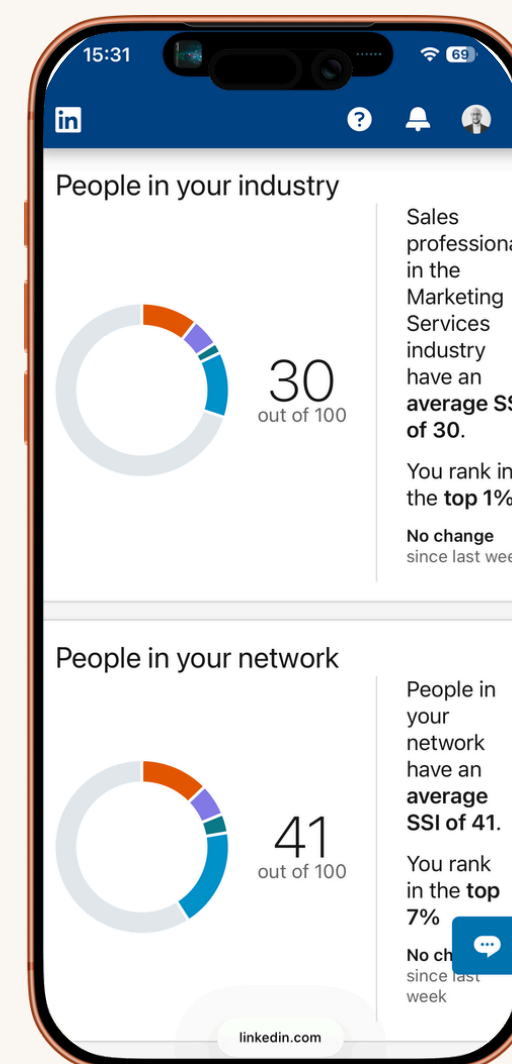 15:31
69
in
People in your industry
30
out of 100
Sales
professiona
in the
Marketing
Services
industry
have an
average SS
of 30.
You rank in
the top 1%
No change
since last wee
People in your network
41
out of 100
People in
your
network
have an
average
SSI of 41.
You rank
in the top
7%
No ch
since last
week
linkedin.com